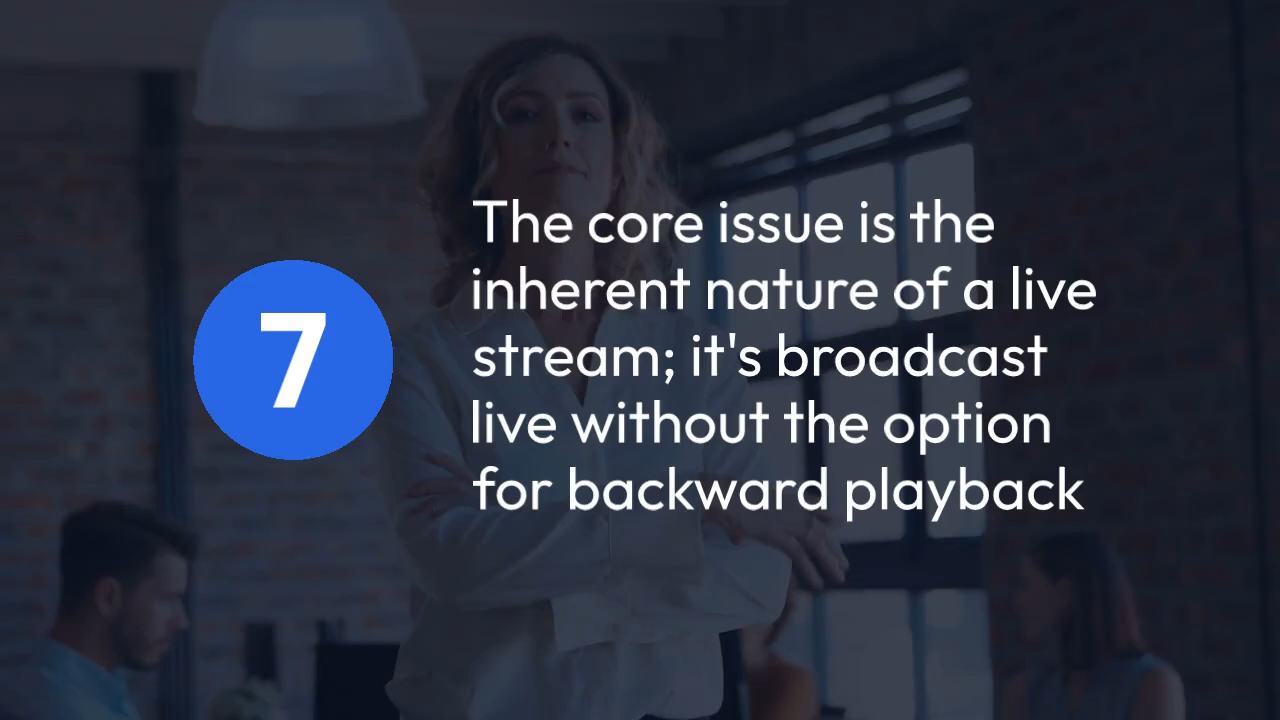 7
The core issue is the
inherent nature of a live
stream; it's broadcast
live without the option
for backward playback